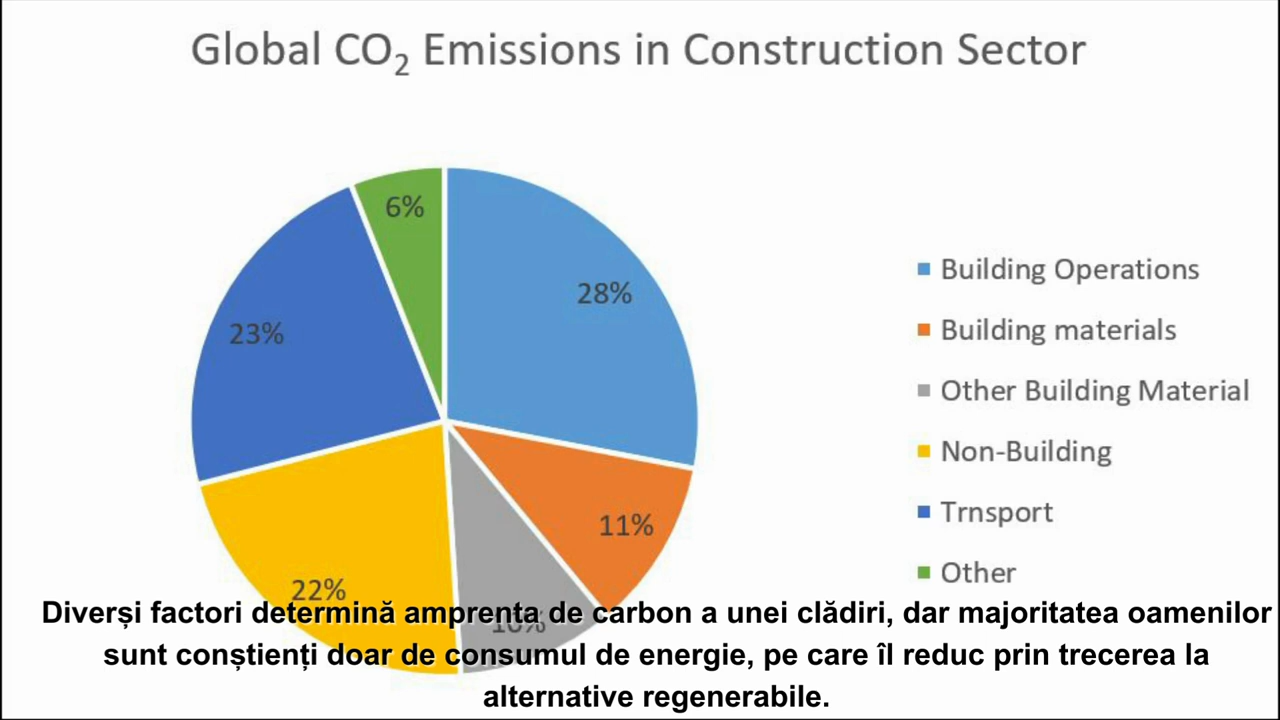 Global CO₂ Emissions in Construction Sector
6%
28%
23%
11%
22%
10%
Building Operations
Building materials
Other Building Material
Non-Building
Trnsport
Other
Diverși factori determină amprenta de carbon a unei clădiri, dar majoritatea oamenilor
sunt conștienți doar de consumul de energie, pe care îl reduc prin trecerea la
alternative regenerabile.